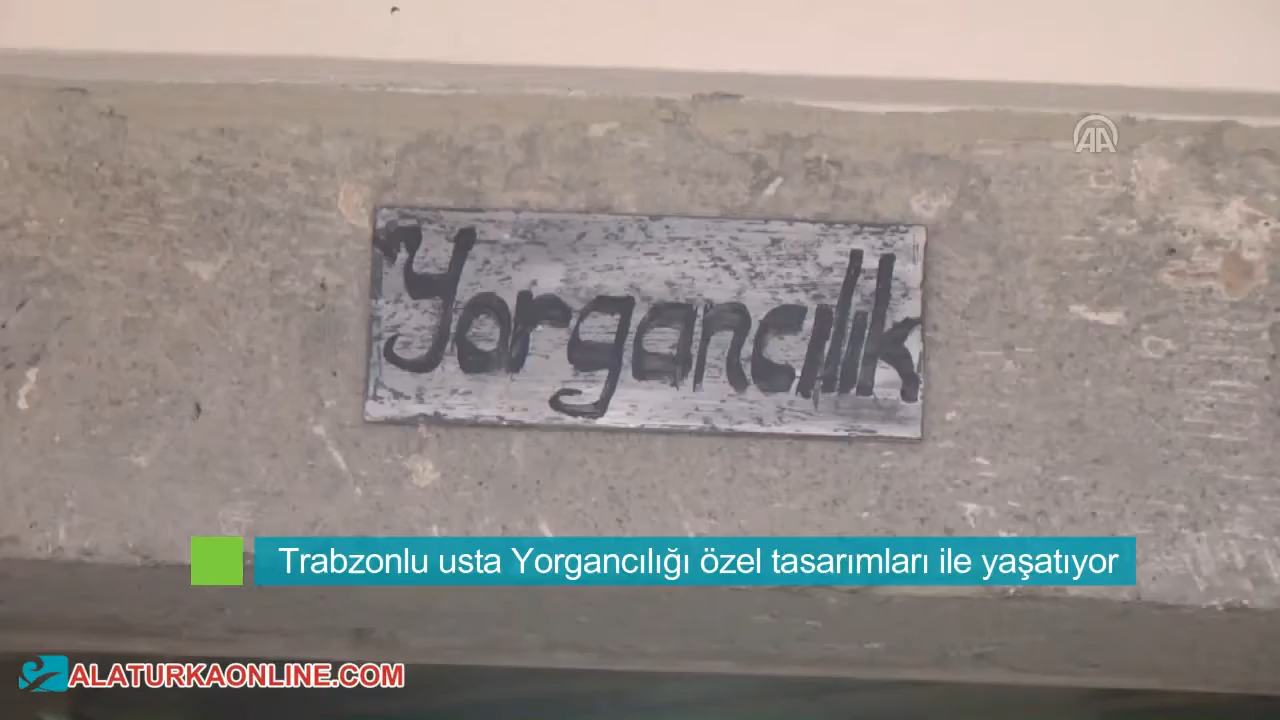 AA
Yorgancılık
Trabzonlu usta Yorgancılığı özel tasarımları ile yaşatıyor
ALATURKAONLINE.COM